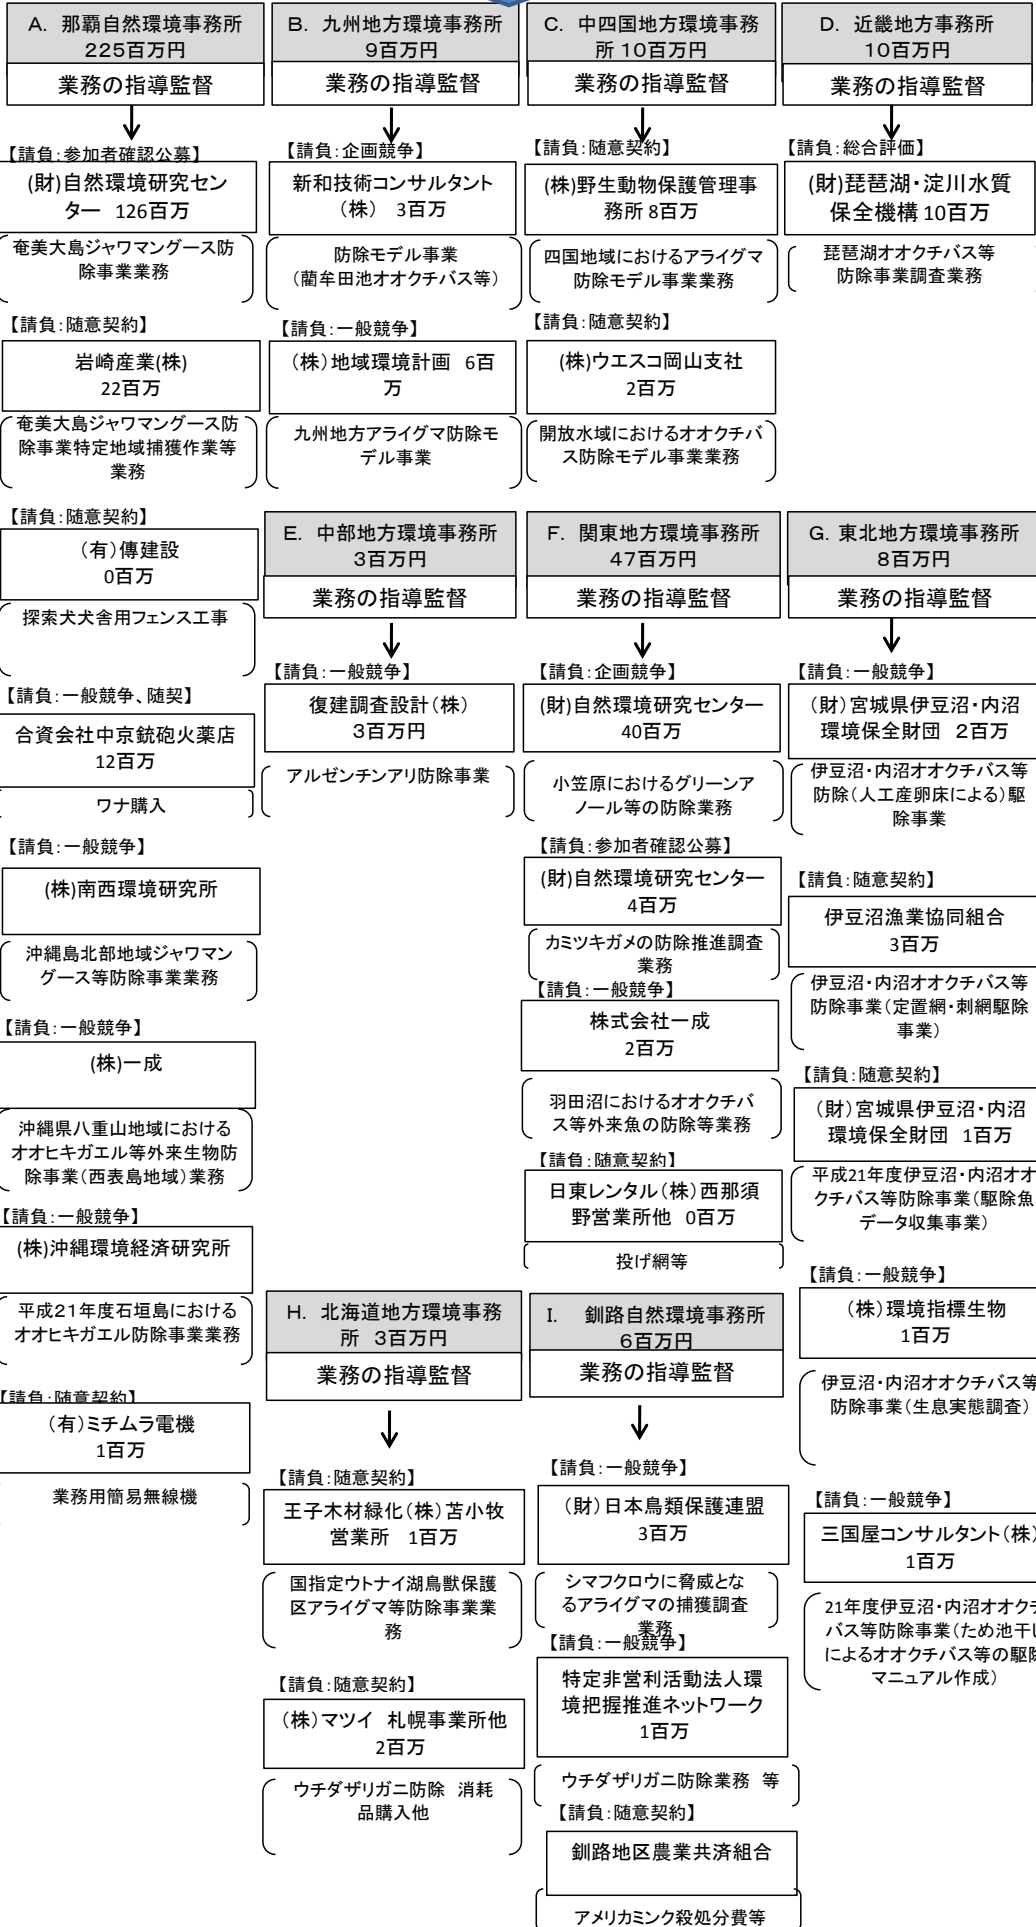 A. 那覇自然環境事務所
225百万円
業務の指導監督
【請負:参加者確認公募】
(財)自然環境研究セン
ター 126百万
奄美大島ジャワマングース防
除事業業務
【請負:随意契約】
岩崎産業(株)
22百万
奄美大島ジャワマングース防
除事業特定地域捕獲作業等
業務
【請負:随意契約】
(有)傳建設
0百万
探索犬犬舎用フェンス工事
【請負:一般競争、随契】
合資会社中京銃砲火薬店
12百万
ワナ購入
【請負:一般競争】
(株)南西環境研究所
沖縄島北部地域ジャワマン
グース等防除事業業務
【請負:一般競争】
(株)一成
沖縄県八重山地域における
オオヒキガエル等外来生物防
除事業(西表島地域)業務
【請負:一般競争】
(株)沖縄環境経済研究所
平成21年度石垣島における
オオヒキガエル防除事業業務
【請負:随意契約】
(有)ミチムラ電機
1百万
業務用簡易無線機
B. 九州地方環境事務所
9百万円
業務の指導監督
【請負:企画競争】
新和技術コンサルタント
(株) 3百万
防除モデル事業
(藺牟田池オオクチバス等)
【請負:一般競争】
(株)地域環境計画 6百
万
九州地方アライグマ防除モ
デル事業
C. 中四国地方環境事務
所 10百万円
業務の指導監督
【請負:随意契約】
(株)野生動物保護管理事
務所 8百万
四国地域におけるアライグマ
防除モデル事業業務
【請負:随意契約】
(株)ウエスコ岡山支社
2百万
開放水域におけるオオクチバ
ス防除モデル事業業務
D. 近畿地方事務所
10百万円
業務の指導監督
【請負:総合評価】
(財)琵琶湖・淀川水質
保全機構 10百万
琵琶湖オオクチバス等
防除事業調査業務
E. 中部地方環境事務所
3百万円
業務の指導監督
【請負:一般競争】
復建調査設計(株)
3百万円
アルゼンチンアリ防除事業
F. 関東地方環境事務所
47百万円
業務の指導監督
【請負:企画競争】
(財)自然環境研究センター
40百万
小笠原におけるグリーンア
ノール等の防除業務
【請負:参加者確認公募】
(財)自然環境研究センター
4百万
カミツキガメの防除推進調査
業務
【請負:一般競争】
株式会社一成
2百万
羽田沼におけるオオクチバ
ス等外来魚の防除等業務
【請負:随意契約】
日東レンタル(株)西那須
野営業所他 0百万
投げ網等
G. 東北地方環境事務所
8百万円
業務の指導監督
【請負:一般競争】
(財)宮城県伊豆沼・内沼
環境保全財団 2百万
伊豆沼・内沼オオクチバス等
防除(人工産卵床による)駆
除事業
【請負:随意契約】
伊豆沼漁業協同組合
3百万
伊豆沼・内沼オオクチバス等
防除事業(定置網・刺網駆除
事業)
【請負:随意契約】
(財)宮城県伊豆沼・内沼
環境保全財団 1百万
平成21年度伊豆沼・内沼オオ
クチバス等防除事業(駆除魚
データ収集事業)
【請負:一般競争】
(株)環境指標生物
1百万
伊豆沼・内沼オオクチバス等
防除事業(生息実態調査)
【請負:一般競争】
三国屋コンサルタント(株)
1百万
21年度伊豆沼・内沼オオクチ
バス等防除事業(ため池干し
によるオオクチバス等の駆除
マニュアル作成)
H. 北海道地方環境事務
所 3百万円
業務の指導監督
【請負:随意契約】
王子木材緑化(株)苫小牧
営業所 1百万
国指定ウトナイ湖鳥獣保護
区アライグマ等防除事業業
務
【請負:随意契約】
(株)マツイ 札幌事業所他
2百万
ウチダザリガニ防除 消耗
品購入他
I. 釧路自然環境事務所
6百万円
業務の指導監督
【請負:一般競争】
(財)日本鳥類保護連盟
3百万
シマフクロウに脅威とな
るアライグマの捕獲調査
業務
【請負:一般競争】
特定非営利活動法人環
境把握推進ネットワーク
1百万
ウチダザリガニ防除業務 等
【請負:随意契約】
釧路地区農業共済組合
アメリカミンク殺処分費等